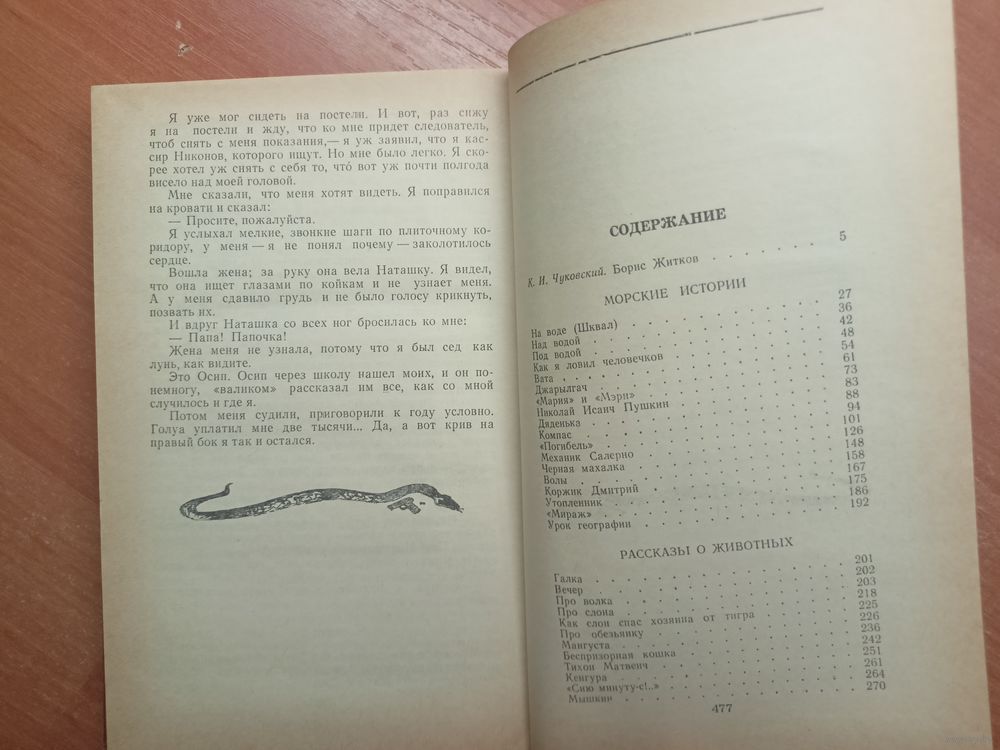 Я уже мог сидеть на постели. И вот, раз сижу
я на постели и жду, что ко мне придет следователь,
чтоб снять с меня показания,— я уж заявил, что я кас-
сир Никонов, которого ищут. Но мне было легко. Я ско-
рее хотел уж снять с себя то, что́ вот уж почти полгода
висело над моей головой.
Мне сказали, что меня хотят видеть. Я поправился
на кровати и сказал:
— Просите, пожалуйста.
Я услыхал мелкие, звонкие шаги по плиточному ко-
ридору, у меня — я не понял почему — заколотилось
сердце.
Вошла жена; за руку она вела Наташку. Я видел,
что она ищет глазами по койкам и не узнает меня.
А у меня сдавило грудь и не было голосу крикнуть,
позвать их.
И вдруг Наташка со всех ног бросилась ко мне:
— Папа! Папочка!
Жена меня не узнала, потому что я был сед как
лунь, как видите.
Это Осип. Осип через школу нашел моих, и он по-
немногу, «валиком» рассказал им все, как со мной
случилось и где я.
Потом меня судили, приговорили к году условно.
Голуа уплатил мне две тысячи... Да, а вот крив на
правый бок я так и остался.
СОДЕРЖАНИЕ
К. И. Чуковский. Борис Житков . . . . . . 5
МОРСКИЕ ИСТОРИИ
На воде (Шквал) . . . . . . 27
Над водой . . . . . . 36
Под водой . . . . . . 42
Как я ловил человечков . . . . . . 48
Вата . . . . . . 54
Джарылгач . . . . . . 61
«Мария» и «Мэри» . . . . . . 73
Николай Исаич Пушкин . . . . . . 83
Дяденька . . . . . . 88
Компас . . . . . . 94
«Погибель» . . . . . . 101
Механик Салерно . . . . . . 126
Черная махалка . . . . . . 148
Волы . . . . . . 158
Коржик Дмитрий . . . . . . 167
Утопленник . . . . . . 175
«Мираж» . . . . . . 186
Урок географии . . . . . . 192
РАССКАЗЫ О ЖИВОТНЫХ
Галка . . . . . . 201
Вечер . . . . . . 202
Про волка . . . . . . 203
Про слона . . . . . . 218
Как слон спас хозяина от тигра . . . . . . 225
Про обезьянку . . . . . . 226
Мангуста . . . . . . 236
Беспризорная кошка . . . . . . 242
Тихон Матвеич . . . . . . 251
Кенгура . . . . . . 261
«Сию минуту-с!..» . . . . . . 264
Мышкин . . . . . . 270
477